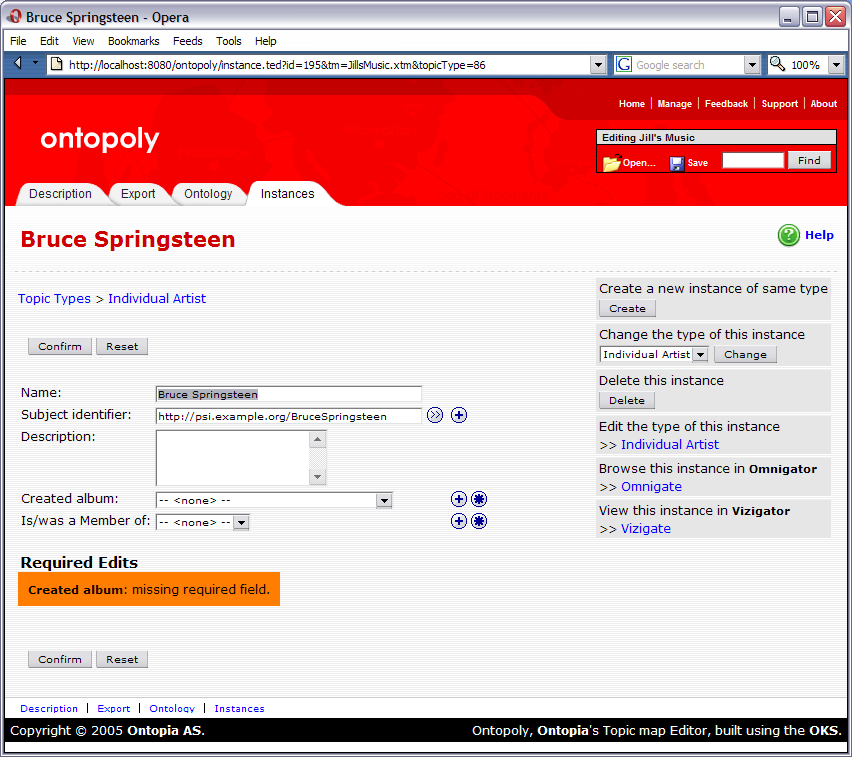 Bruce Springsteen - Opera
File Edit View Bookmarks Feeds Tools Help
http://localhost:8080/ontopoly/instance.ted?id=195&tm=JillsMusic.xtm&topicType=86 G Google search 100%
Home | Manage | Feedback | Support | About
ontopoly
Editing Jill's Music
Open... Save Find
Description Export Ontology Instances
Bruce Springsteen
? Help
Topic Types > Individual Artist
Confirm Reset
Name: Bruce Springsteen
Subject identifier: http://psi.example.org/BruceSpringsteen
Description:
Created album: -- <none> --
Is/was a Member of: -- <none> --
Required Edits
Created album: missing required field.
Confirm Reset
Create a new instance of same type
Create
Change the type of this instance
Individual Artist Change
Delete this instance
Delete
Edit the type of this instance
>> Individual Artist
Browse this instance in Omnigator
>> Omnigate
View this instance in Vizigator
>> Vizigate
Description | Export | Ontology | Instances
Copyright © 2005 Ontopia AS. Ontopoly, Ontopia's Topic map Editor, built using the OKS.